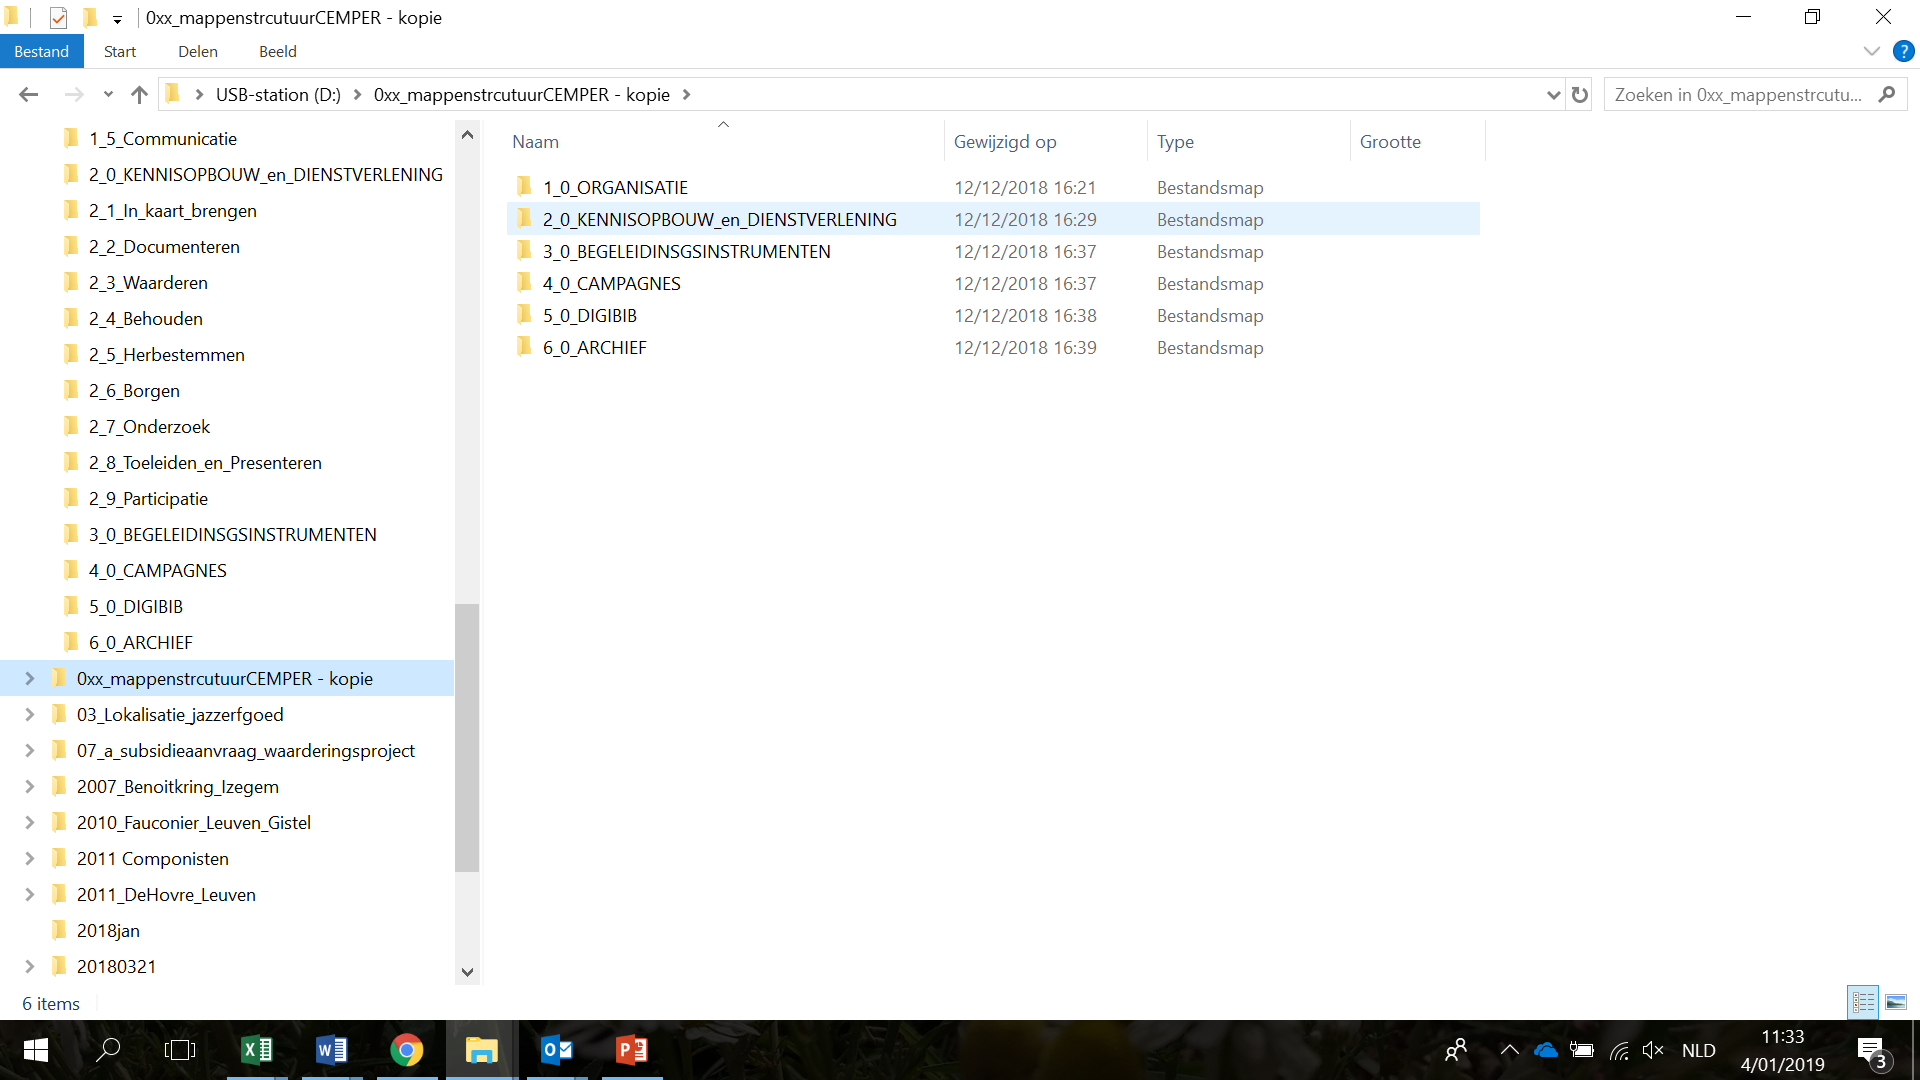 0xx_mappenstrcutuurCEMPER - kopie
Bestand Start Delen Beeld
USB-station (D:) 0xx_mappenstrcutuurCEMPER - kopie
Zoeken in 0xx_mappenstrcutu...
1_5_Communicatie
2_0_KENNISOPBOUW_en_DIENSTVERLENING
2_1_In_kaart_brengen
2_2_Documenteren
2_3_Waarderen
2_4_Behouden
2_5_Herbestemmen
2_6_Borgen
2_7_Onderzoek
2_8_Toeleiden_en_Presenteren
2_9_Participatie
3_0_BEGELEIDINSGSINSTRUMENTEN
4_0_CAMPAGNES
5_0_DIGIBIB
6_0_ARCHIEF
0xx_mappenstrcutuurCEMPER - kopie
03_Lokalisatie_jazzerfgoed
07_a_subsidieaanvraag_waarderingsproject
2007_Benoitkring_Izegem
2010_Fauconier_Leuven_Gistel
2011 Componisten
2011_DeHovre_Leuven
2018jan
20180321
Naam Gewijzigd op Type Grootte
1_0_ORGANISATIE 12/12/2018 16:21 Bestandsmap
2_0_KENNISOPBOUW_en_DIENSTVERLENING 12/12/2018 16:29 Bestandsmap
3_0_BEGELEIDINSGSINSTRUMENTEN 12/12/2018 16:37 Bestandsmap
4_0_CAMPAGNES 12/12/2018 16:37 Bestandsmap
5_0_DIGIBIB 12/12/2018 16:38 Bestandsmap
6_0_ARCHIEF 12/12/2018 16:39 Bestandsmap
6 items
NLD
11:33
4/01/2019
3